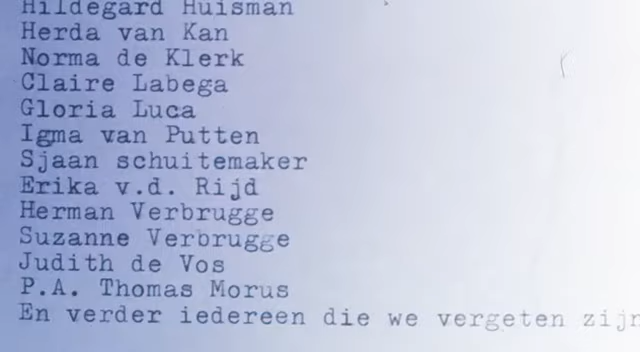 Hildegard Huisman
Herda van Kan
Norma de Klerk
Claire Labega
Gloria Luca
Igma van Putten
Sjaan schuitemaker
Erika v.d. Rijd
Herman Verbrugge
Suzanne Verbrugge
Judith de Vos
P.A. Thomas Morus
En verder iedereen die we vergeten zijn